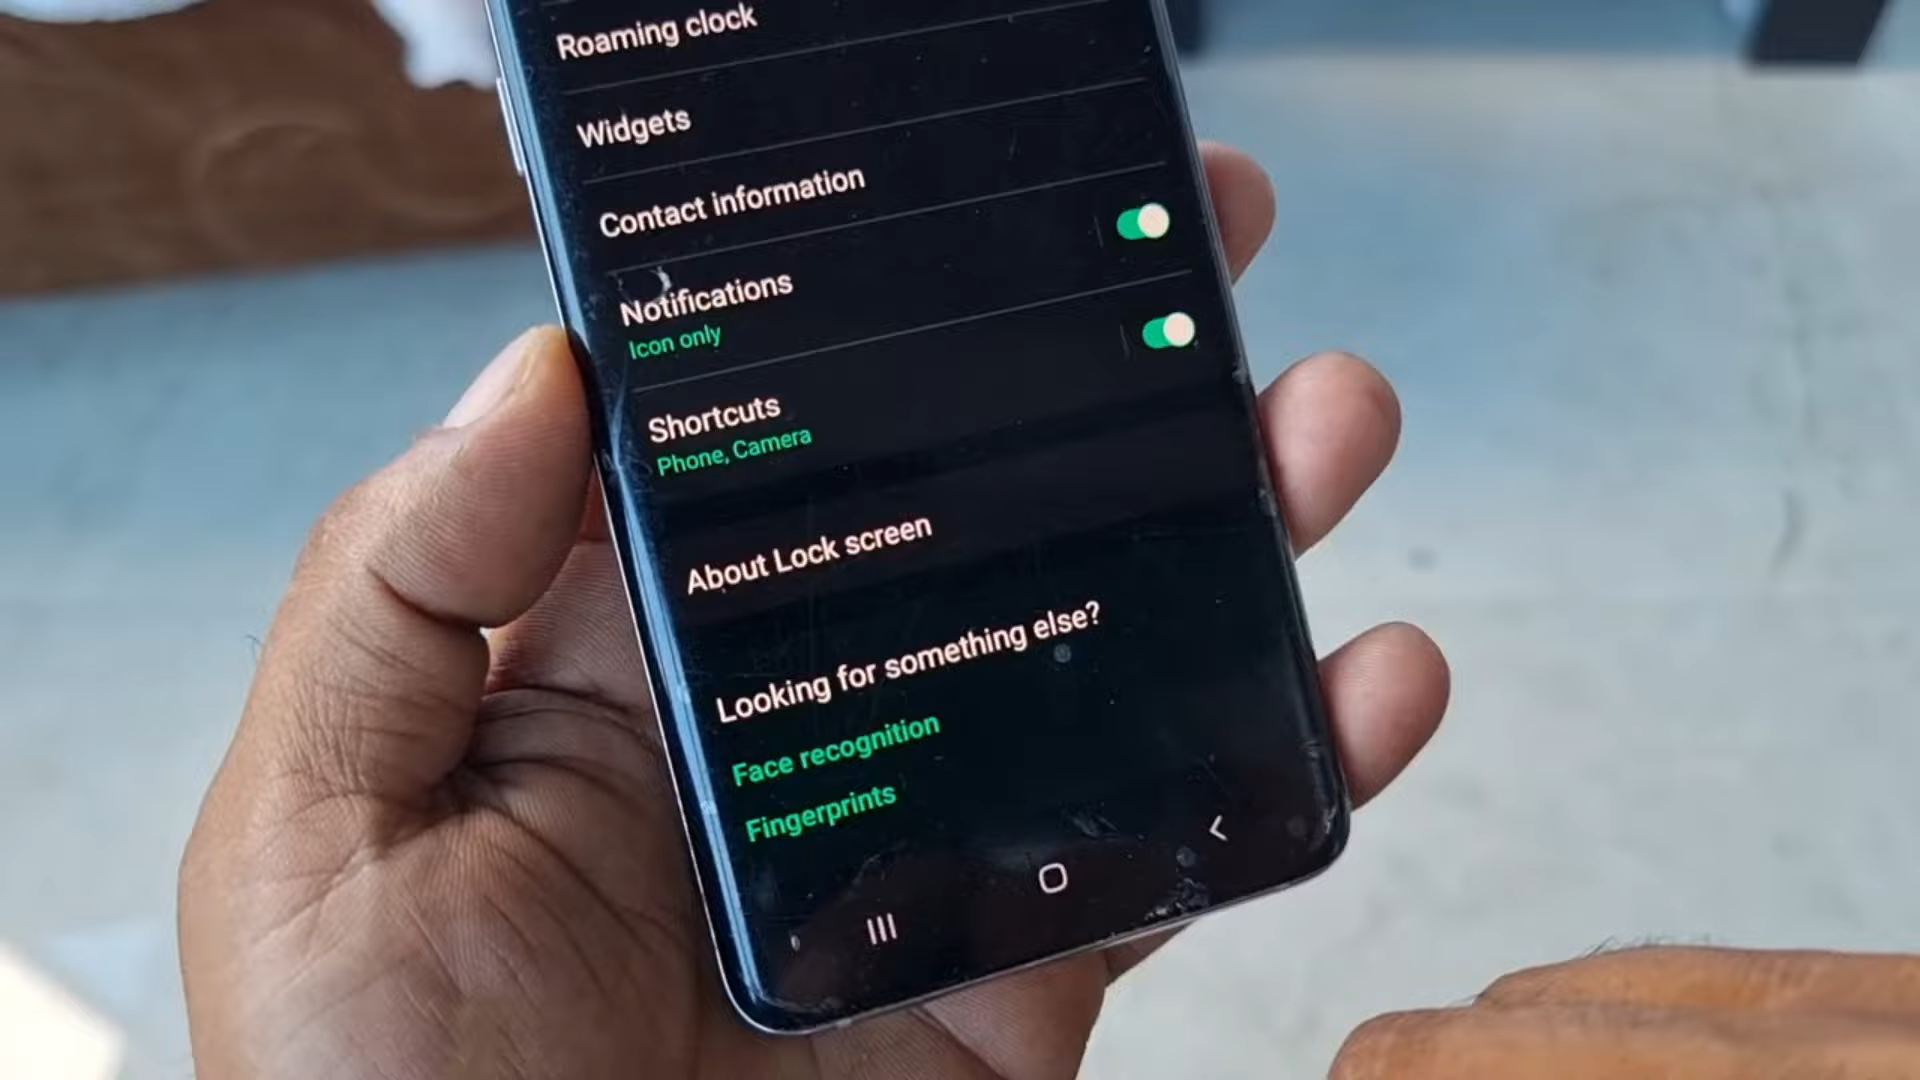 Roaming clock
Widgets
Contact information
Notifications
Icon only
Shortcuts
Phone, Camera
About Lock screen
Looking for something else?
Face recognition
Fingerprints